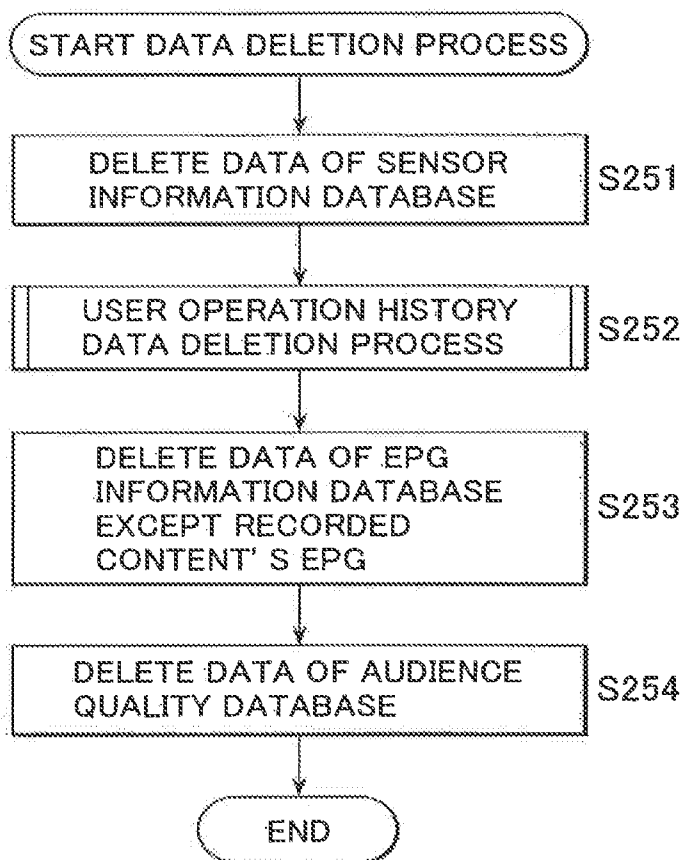 START DATA DELETION PROCESS
DELETE DATA OF SENSOR
INFORMATION DATABASE
S251
USER OPERATION HISTORY
DATA DELETION PROCESS
S252
DELETE DATA OF EPG
INFORMATION DATABASE
EXCEPT RECORDED
CONTENT'S EPG
S253
DELETE DATA OF AUDIENCE
QUALITY DATABASE
S254
END